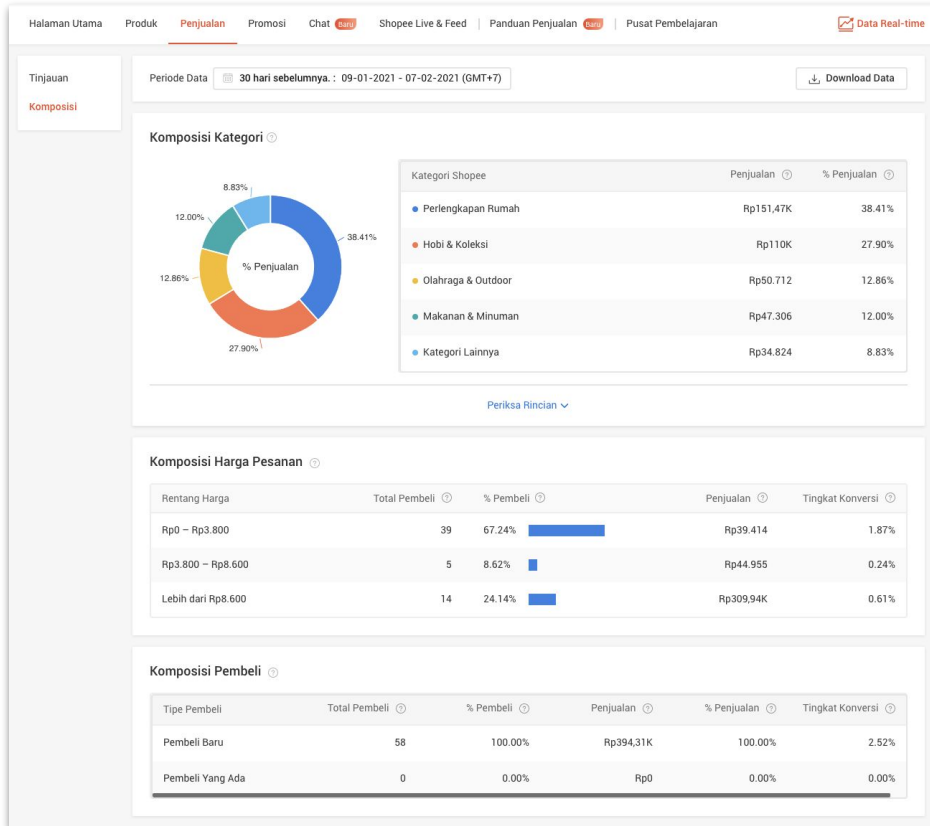 Halaman Utama Produk Penjualan Promosi Chat Baru Shopee Live & Feed Panduan Penjualan Baru Pusat Pembelajaran Data Real-time
Tinjauan
Komposisi
Periode Data 30 hari sebelumnya. : 09-01-2021 - 07-02-2021 (GMT+7) Download Data
Komposisi Kategori
8.83%
12.00%
38.41%
% Penjualan
12.86%
27.90%
Kategori Shopee Penjualan % Penjualan
Perlengkapan Rumah Rp151,47K 38.41%
Hobi & Koleksi Rp110K 27.90%
Olahraga & Outdoor Rp50.712 12.86%
Makanan & Minuman Rp47.306 12.00%
Kategori Lainnya Rp34.824 8.83%
Periksa Rincian
Komposisi Harga Pesanan
Rentang Harga Total Pembeli % Pembeli Penjualan Tingkat Konversi
Rp0 – Rp3.800 39 67.24% Rp39.414 1.87%
Rp3.800 – Rp8.600 5 8.62% Rp44.955 0.24%
Lebih dari Rp8.600 14 24.14% Rp309,94K 0.61%
Komposisi Pembeli
Tipe Pembeli Total Pembeli % Pembeli Penjualan % Penjualan Tingkat Konversi
Pembeli Baru 58 100.00% Rp394,31K 100.00% 2.52%
Pembeli Yang Ada 0 0.00% Rp0 0.00% 0.00%